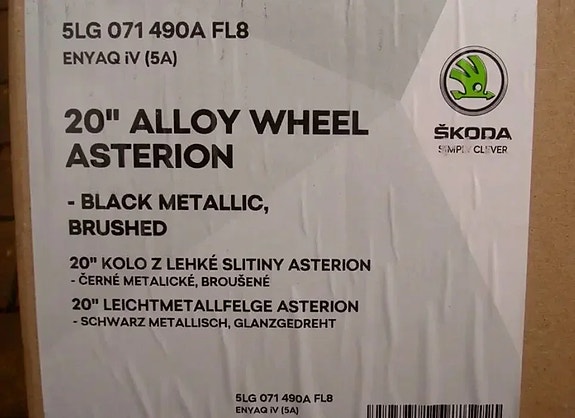 5LG 071 490A FL8
ENYAQ iV (5A)
ŠKODA
SIMPLY CLEVER
20" ALLOY WHEEL
ASTERION
- BLACK METALLIC,
BRUSHED
20" KOLO Z LEHKÉ SLITINY ASTERION
- ČERNÉ METALICKÉ, BROUŠENÉ
20" LEICHTMETALLFELGE ASTERION
- SCHWARZ METALLISCH, GLANZGEDREHT
5LG 071 490A FL8
ENYAQ iV (5A)